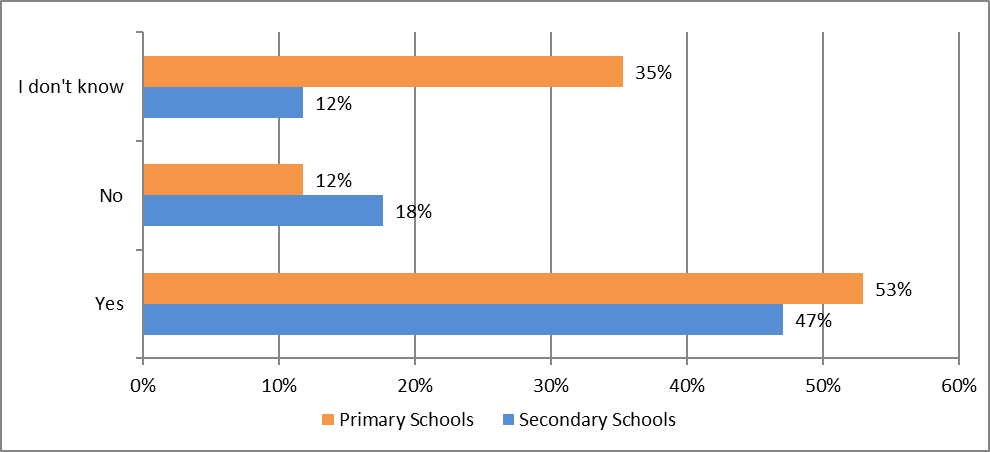 I don't know
35%
12%
No
12%
18%
Yes
53%
47%
0% 10% 20% 30% 40% 50% 60%
Primary Schools Secondary Schools